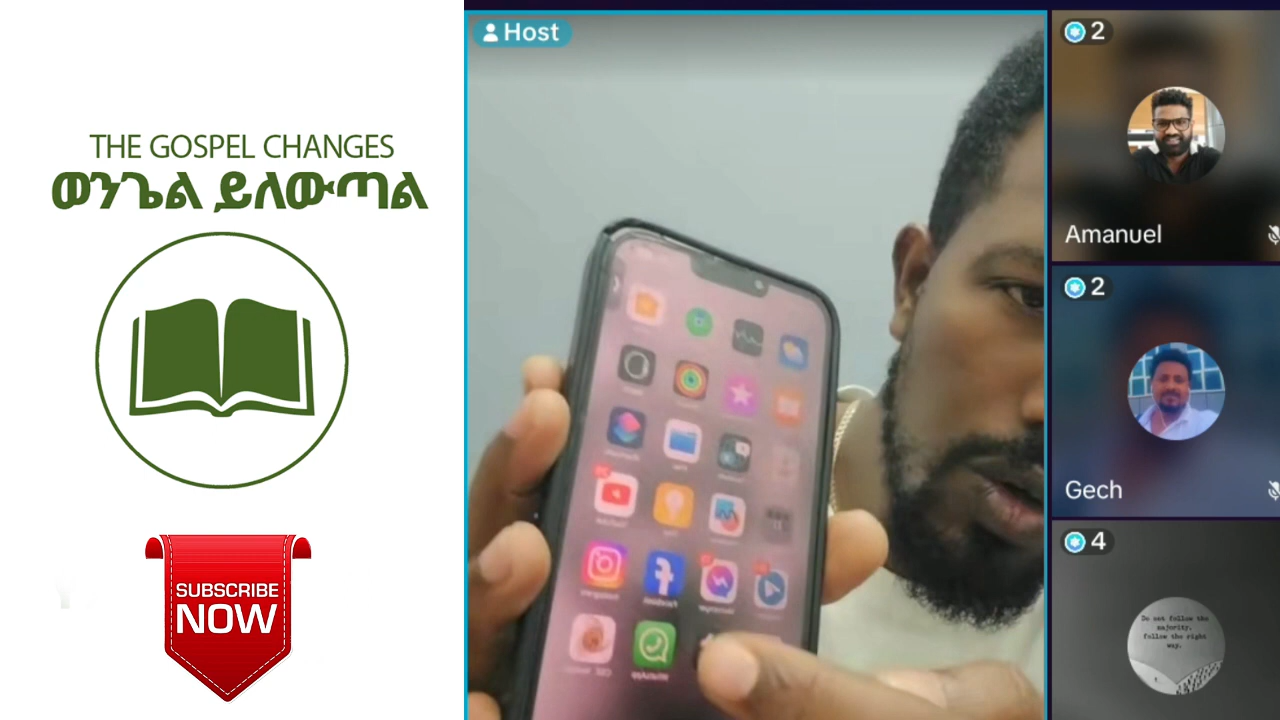 THE GOSPEL CHANGES
ወንጌል ይለውጣል
SUBSCRIBE
NOW
Host
2
Amanuel
2
Gech
4
Do not follow the
majority.
follow the right
way.